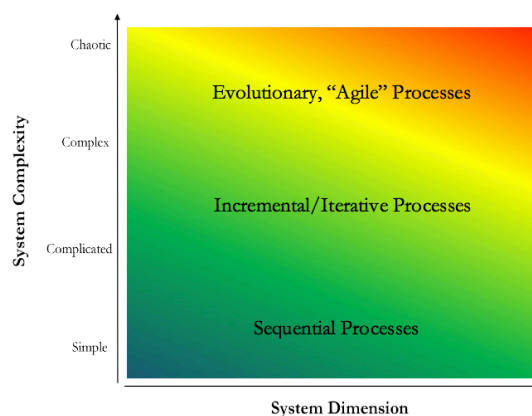 Chaotic
Evolutionary, “Agile” Processes
Complex
System Complexity
Incremental/Iterative Processes
Complicated
Sequential Processes
Simple
System Dimension